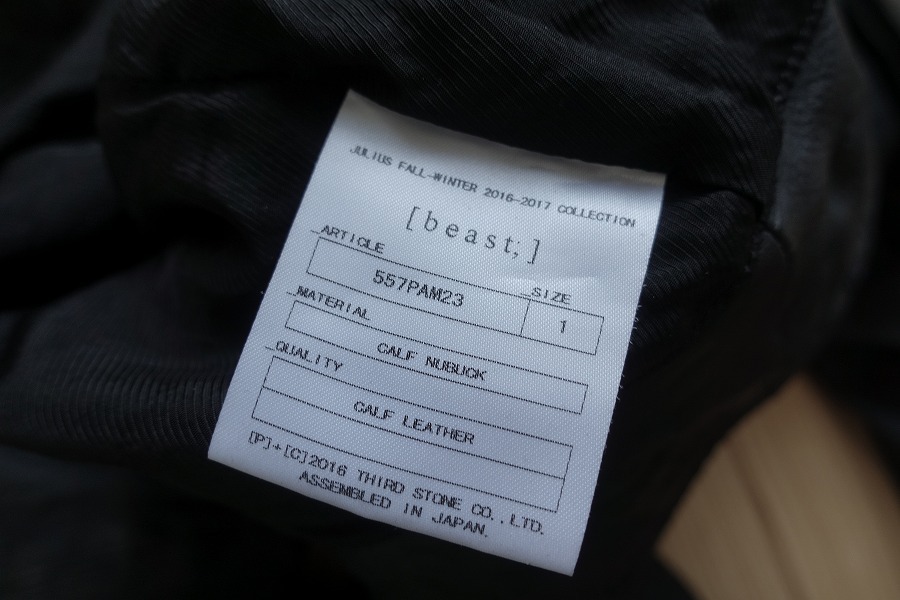 JULIUS FALL-WINTER 2016-2017 COLLECTION
[beast;]
_ARTICLE
557PAM23
_SIZE
1
_MATERIAL
CALF NUBUCK
_QUALITY
CALF LEATHER
[P]+[C]2016 THIRD STONE CO.,LTD.
ASSEMBLED IN JAPAN.